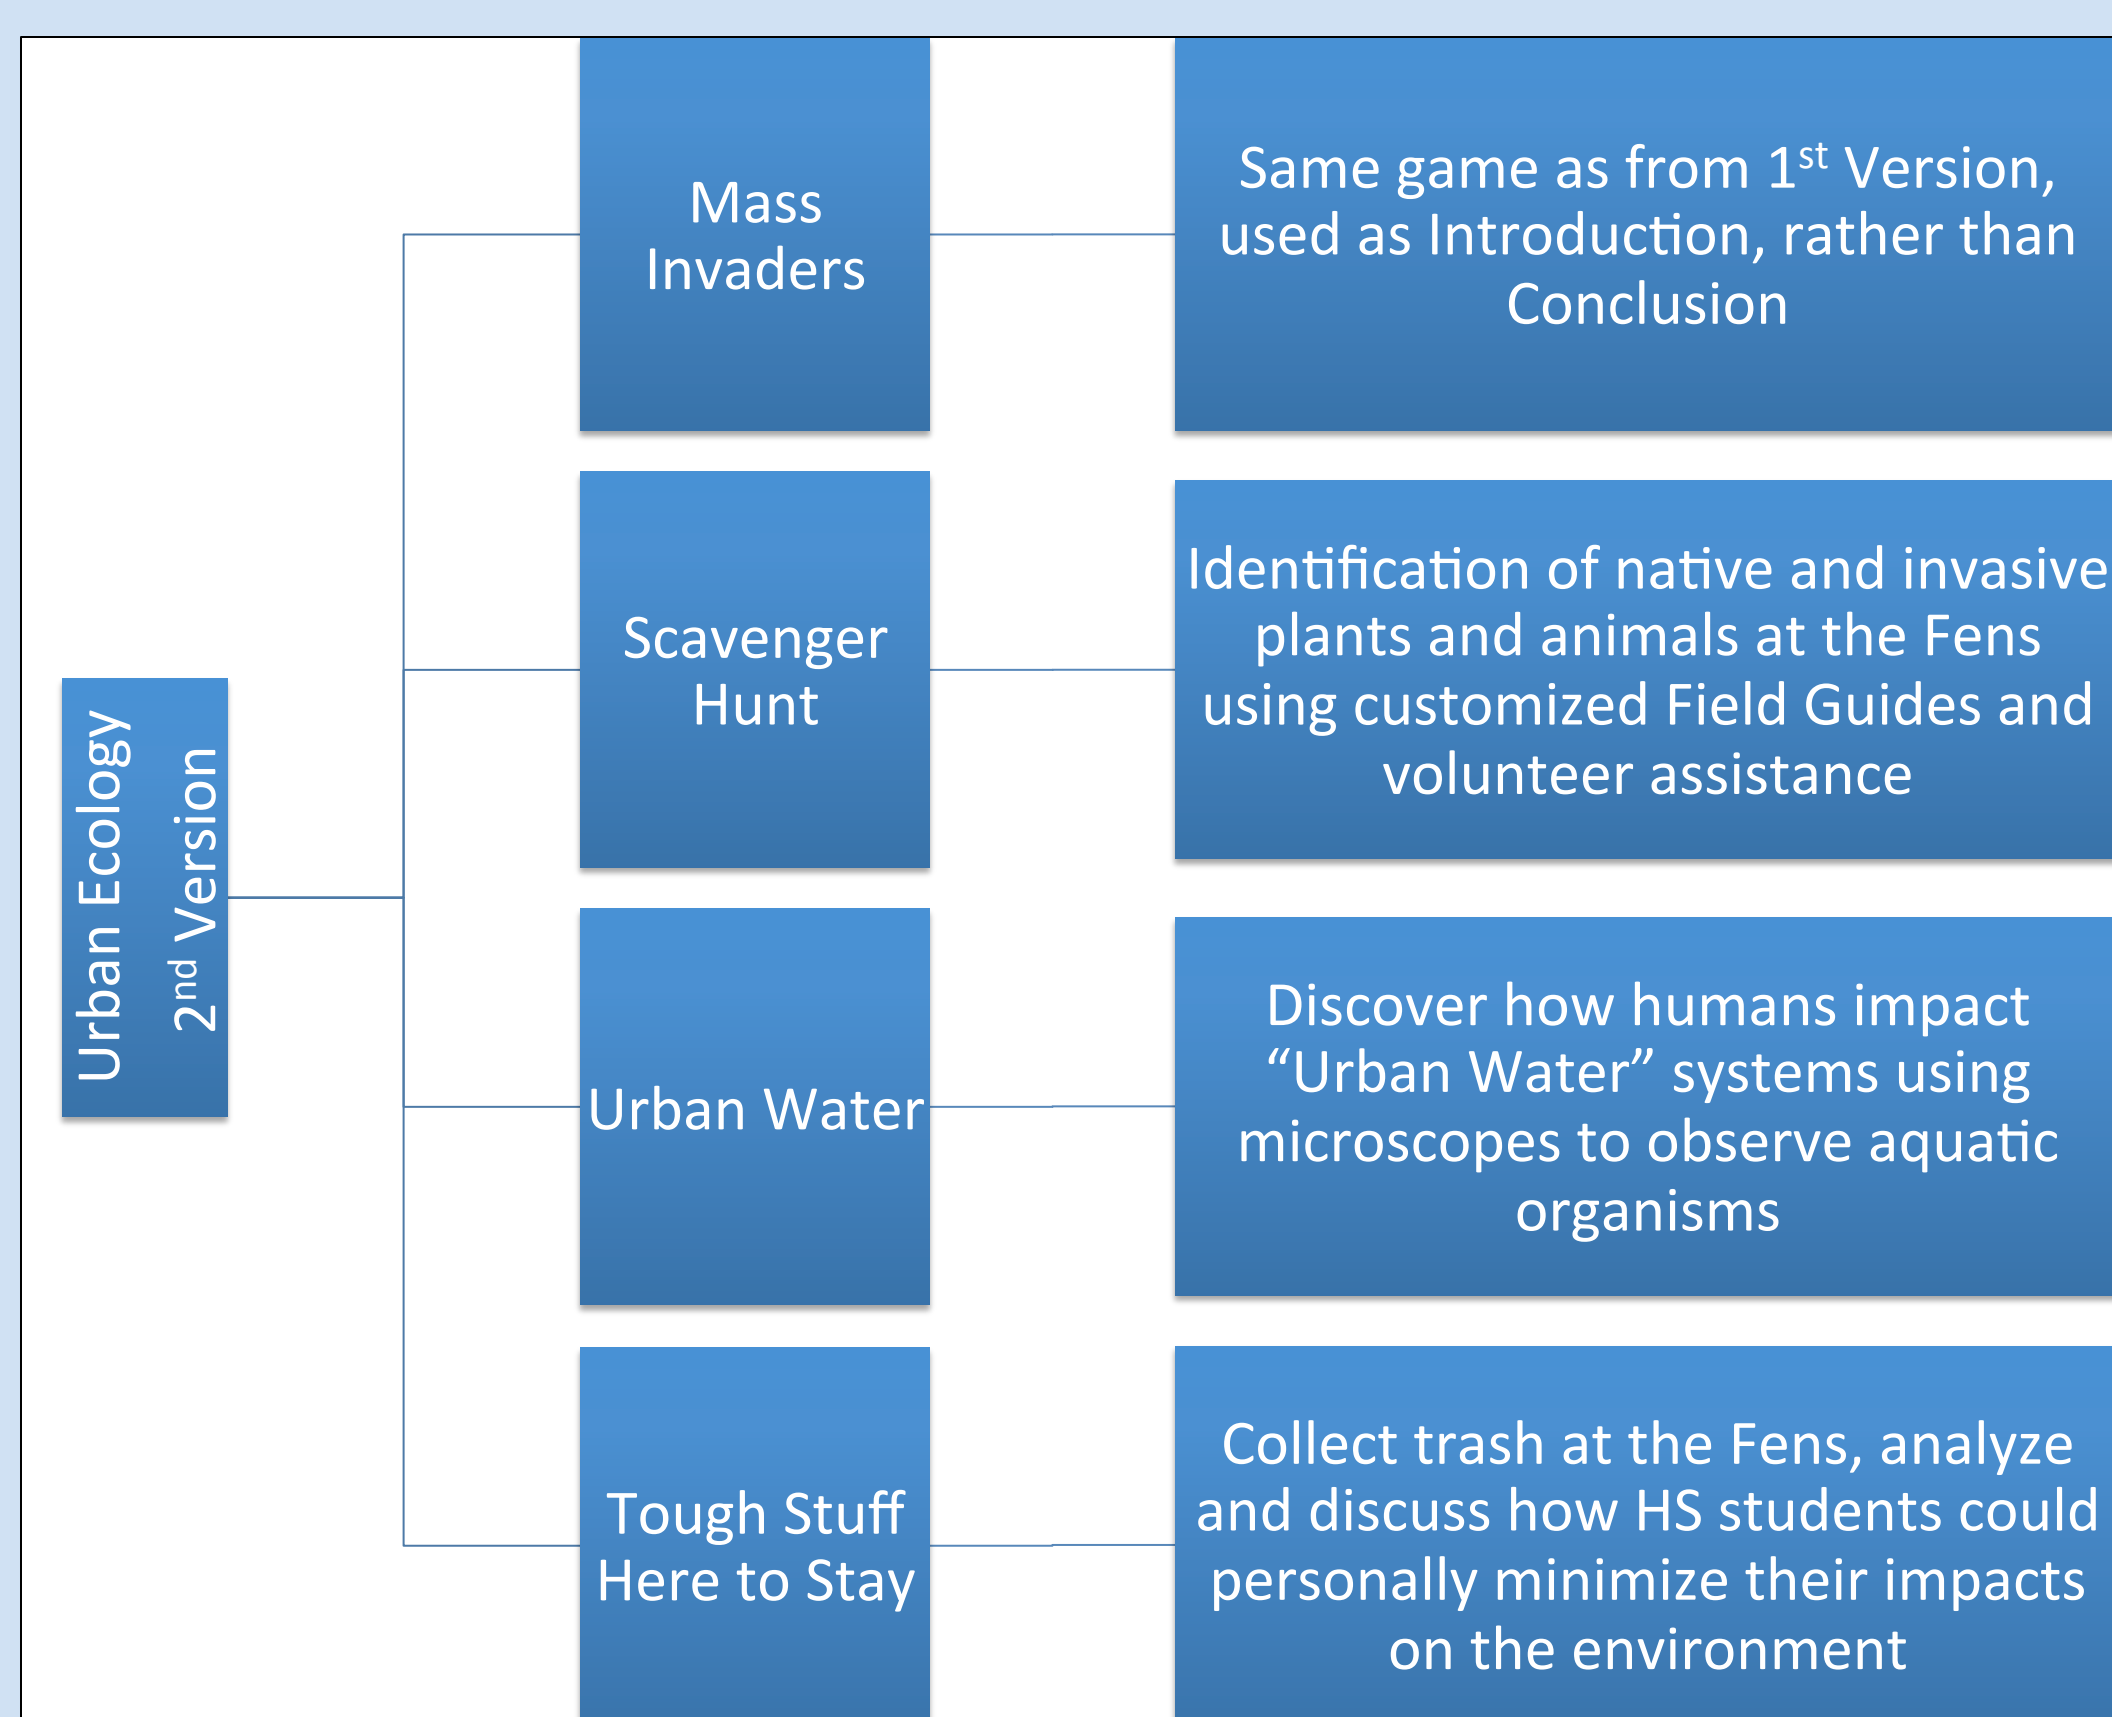 Urban Ecology
2nd Version
Mass
Invaders
Same game as from 1st Version,
used as Introduction, rather than
Conclusion
Scavenger
Hunt
Identification of native and invasive
plants and animals at the Fens
using customized Field Guides and
volunteer assistance
Urban Water
Discover how humans impact
“Urban Water” systems using
microscopes to observe aquatic
organisms
Tough Stuff
Here to Stay
Collect trash at the Fens, analyze
and discuss how HS students could
personally minimize their impacts
on the environment